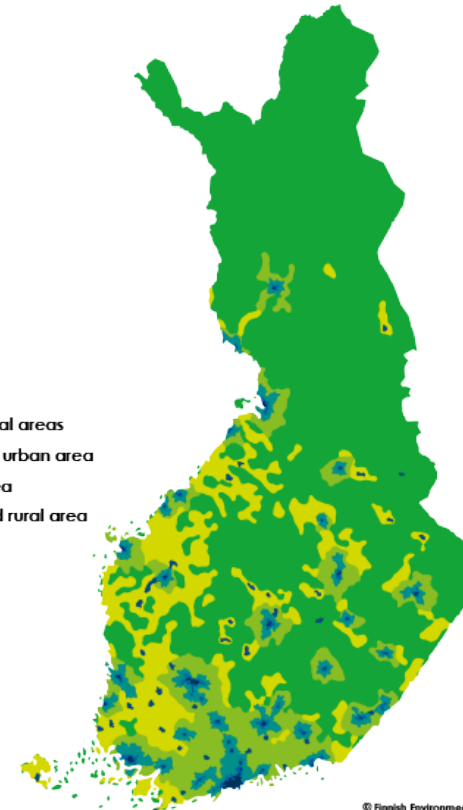 al areas
urban area
ea
d rural area
© Finnish Environme